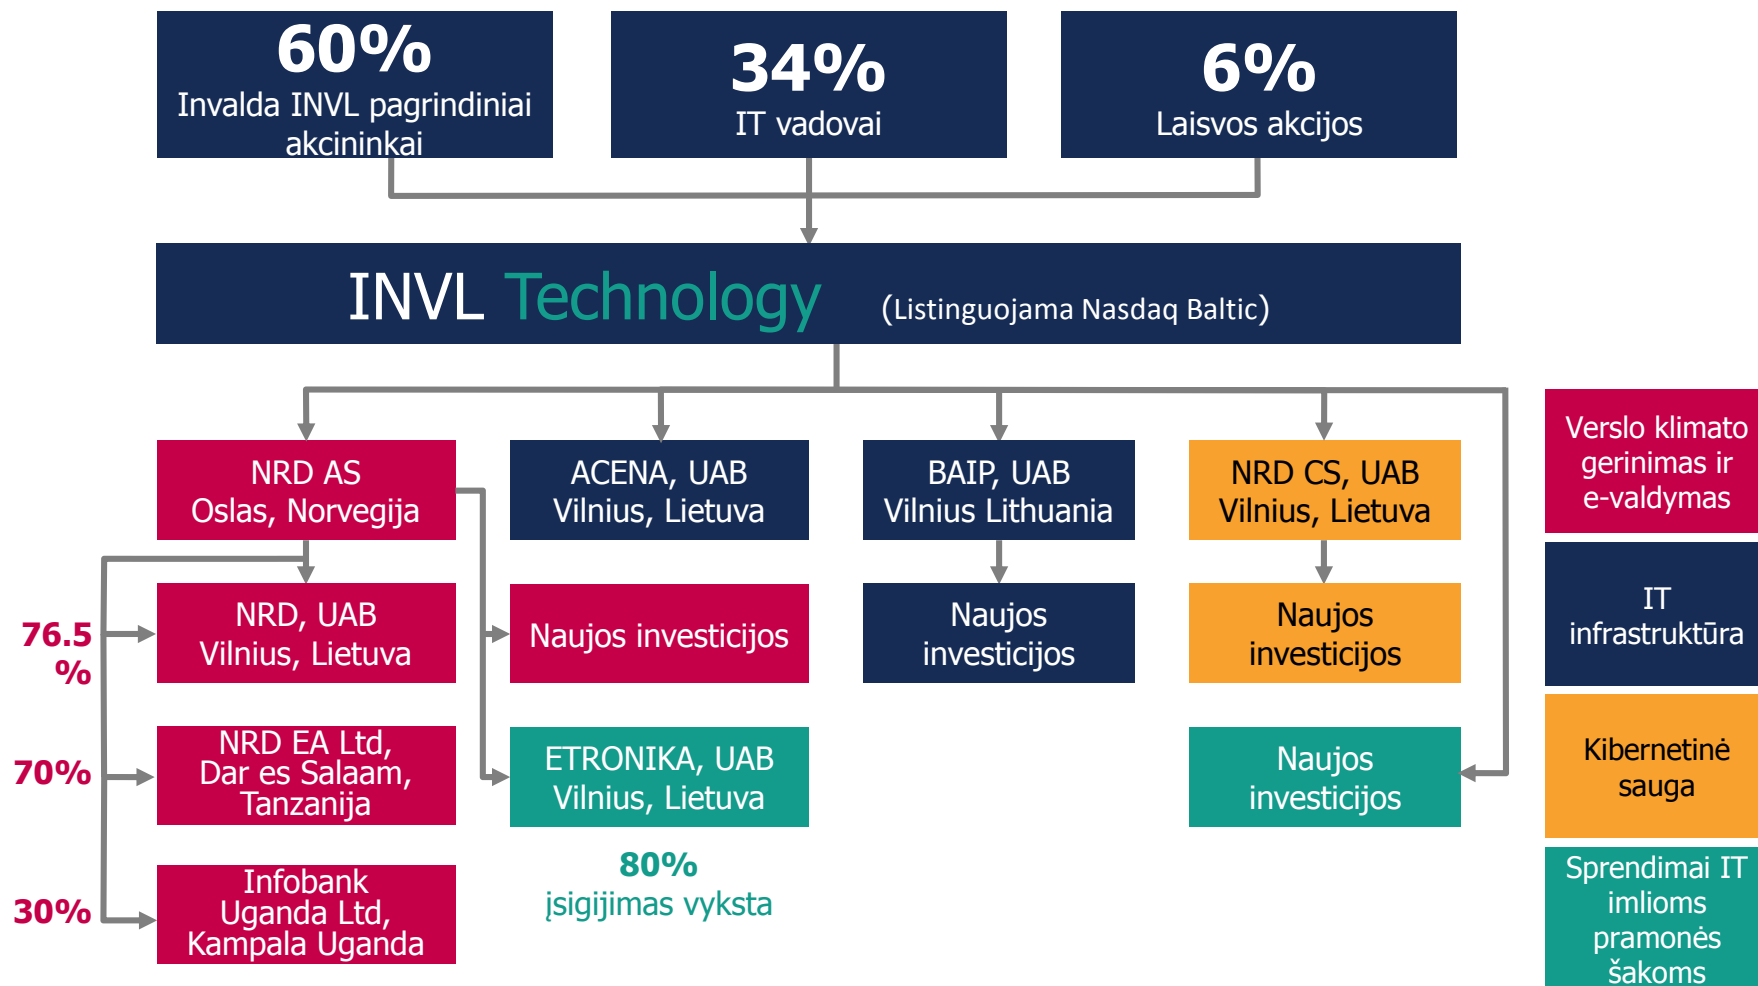 60%
Invalda INVL pagrindiniai
akcininkai
34%
IT vadovai
6%
Laisvos akcijos
INVL Technology (Listinguojama Nasdaq Baltic)
NRD AS
Oslas, Norvegija
ACENA, UAB
Vilnius, Lietuva
BAIP, UAB
Vilnius Lithuania
NRD CS, UAB
Vilnius, Lietuva
Verslo klimato
gerinimas ir
e-valdymas
76.5
%
NRD, UAB
Vilnius, Lietuva
Naujos investicijos
Naujos
investicijos
Naujos
investicijos
IT
infrastruktūra
70%
NRD EA Ltd,
Dar es Salaam,
Tanzanija
ETRONIKA, UAB
Vilnius, Lietuva
Naujos
investicijos
Kibernetinė
sauga
80%
įsigijimas vyksta
30%
Infobank
Uganda Ltd,
Kampala Uganda
Sprendimai IT
imlioms
pramonės
šakoms